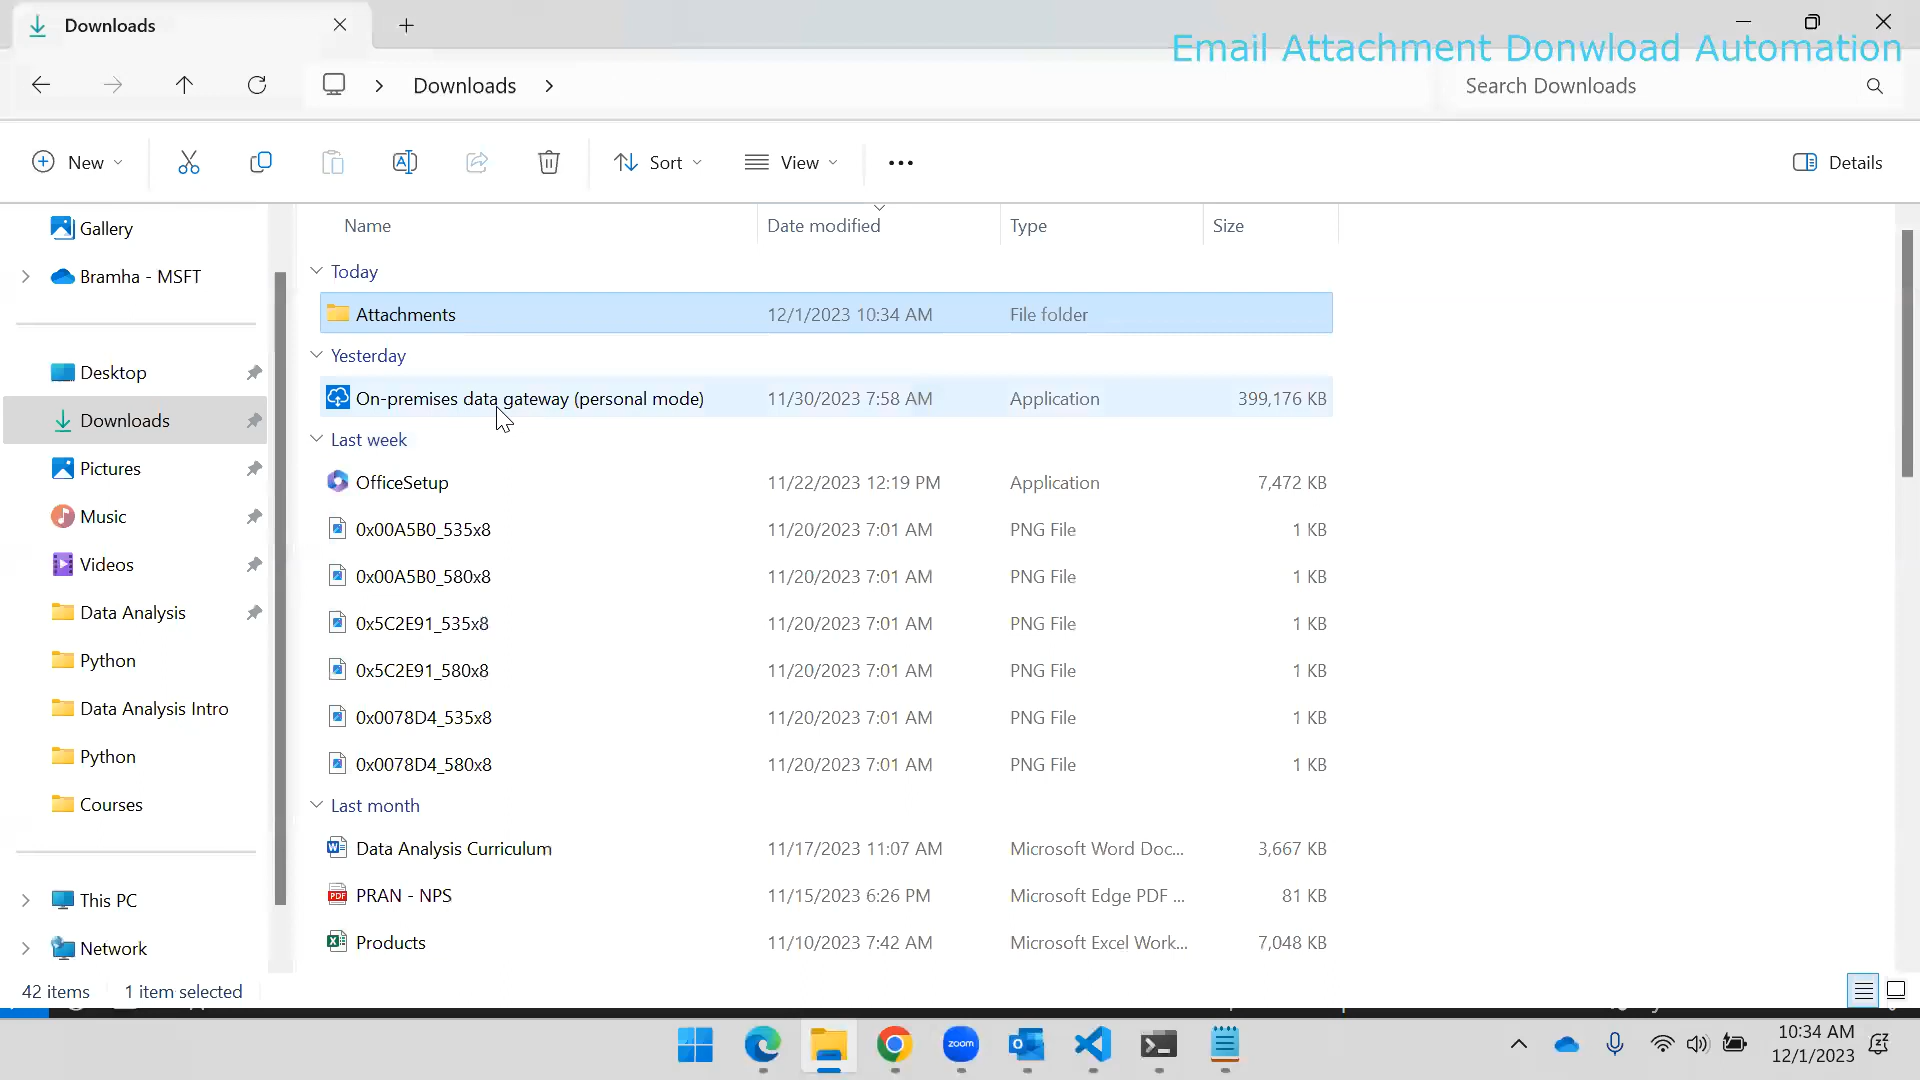 Downloads
Email Attachment Donwload Automation
Downloads
Search Downloads
New
Sort
View
Details
Gallery
Bramha - MSFT
Desktop
Downloads
Pictures
Music
Videos
Data Analysis
Python
Data Analysis Intro
Python
Courses
This PC
Network
Name Date modified Type Size
Today
Attachments 12/1/2023 10:34 AM File folder
Yesterday
On-premises data gateway (personal mode) 11/30/2023 7:58 AM Application 399,176 KB
Last week
OfficeSetup 11/22/2023 12:19 PM Application 7,472 KB
0x00A5B0_535x8 11/20/2023 7:01 AM PNG File 1 KB
0x00A5B0_580x8 11/20/2023 7:01 AM PNG File 1 KB
0x5C2E91_535x8 11/20/2023 7:01 AM PNG File 1 KB
0x5C2E91_580x8 11/20/2023 7:01 AM PNG File 1 KB
0x0078D4_535x8 11/20/2023 7:01 AM PNG File 1 KB
0x0078D4_580x8 11/20/2023 7:01 AM PNG File 1 KB
Last month
Data Analysis Curriculum 11/17/2023 11:07 AM Microsoft Word Doc... 3,667 KB
PRAN - NPS 11/15/2023 6:26 PM Microsoft Edge PDF ... 81 KB
Products 11/10/2023 7:42 AM Microsoft Excel Work... 7,048 KB
42 items 1 item selected
zoom
10:34 AM
12/1/2023